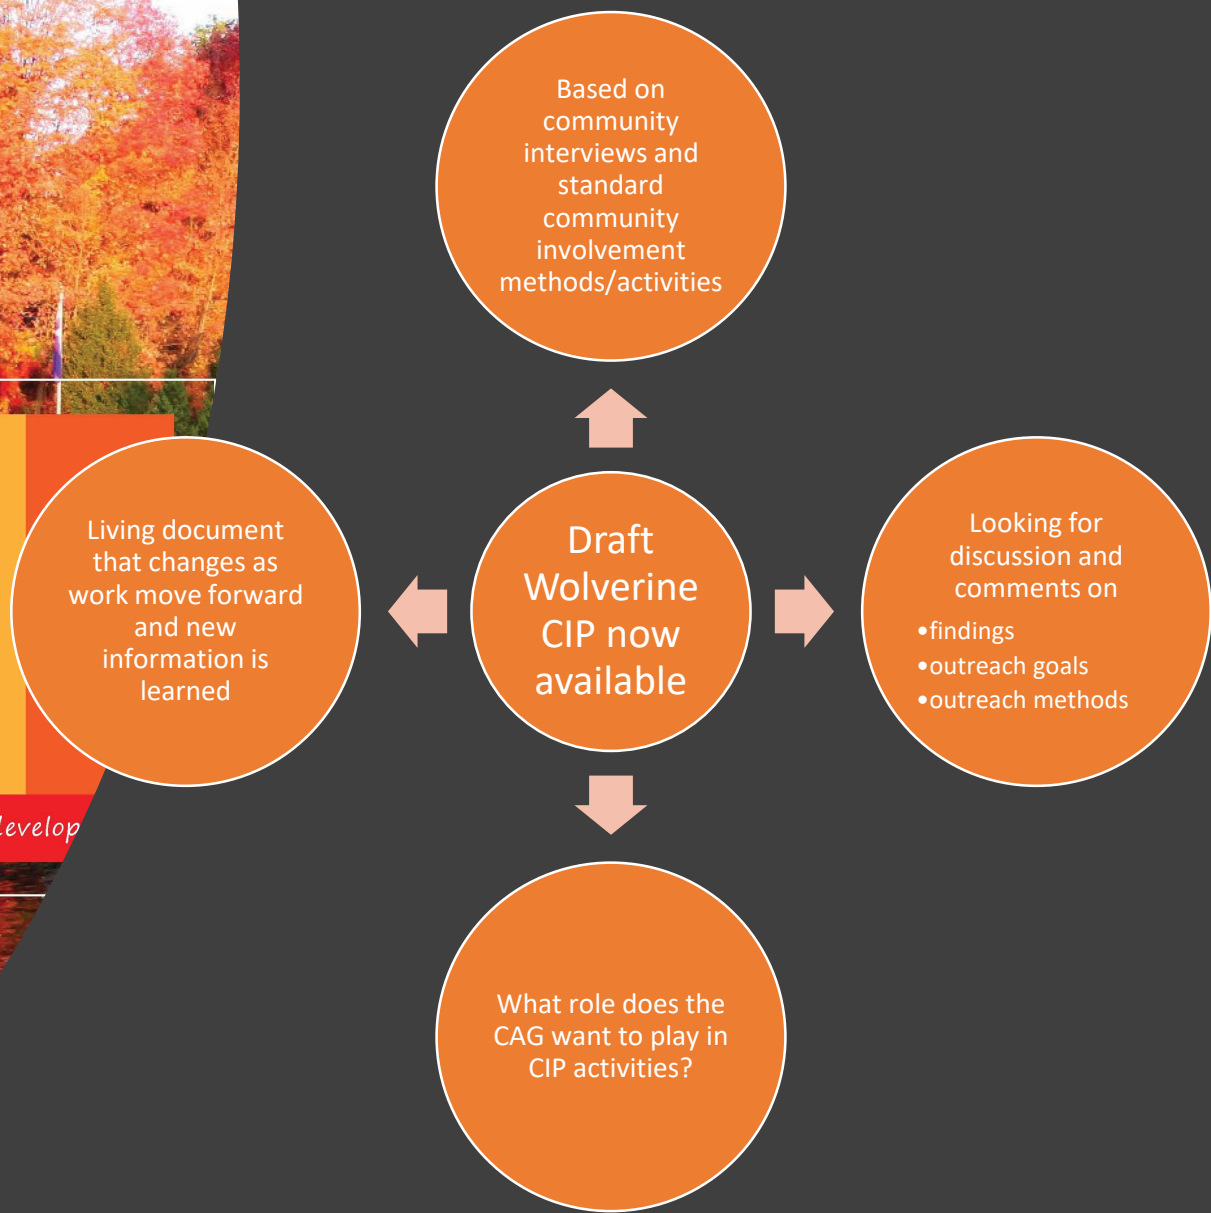 Based on
community
interviews and
standard
community
involvement
methods/activities
Living document
that changes as
work move forward
and new
information is
learned
Draft
Wolverine
CIP now
available
Looking for
discussion and
comments on
•findings
•outreach goals
•outreach methods
develop
What role does the
CAG want to play in
CIP activities?